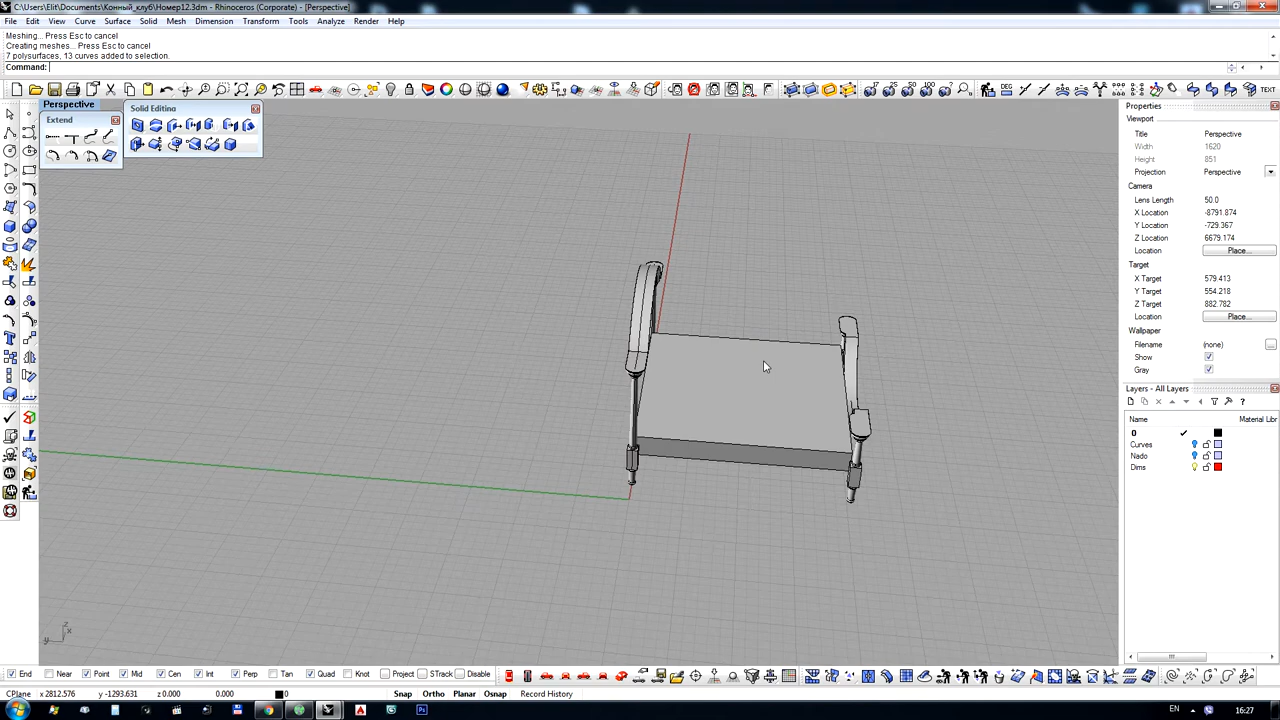 C:\Users\Elit\Documents\Конный_клуб\Номер12.3dm - Rhinoceros (Corporate) - [Perspective]
File Edit View Curve Surface Solid Mesh Dimension Transform Tools Analyze Render Help
Meshing... Press Esc to cancel
Creating meshes... Press Esc to cancel
7 polysurfaces, 13 curves added to selection.
Command:
Perspective
Extend
Solid Editing
Properties
Viewport
Title Perspective
Width 1620
Height 851
Projection Perspective
Camera
Lens Length 50.0
X Location -8791.874
Y Location -729.367
Z Location 6679.174
Location Place...
Target
X Target 579.413
Y Target 554.218
Z Target 882.782
Location Place...
Wallpaper
Filename (none) ...
Show
Gray
Layers - All Layers
Name Material Libr
0
Curves
Nado
Dims
z
x
y
End Near Point Mid Cen Int Perp Tan Quad Knot Project STrack Disable
CPlane x 2812.576 y -1293.631 z 0.000 0.000 0 Snap Ortho Planar Osnap Record History
EN 16:27